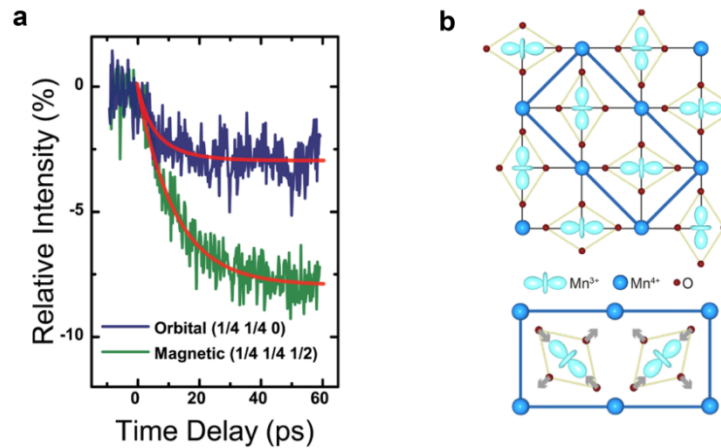 a
b
Relative Intensity (%)
0
-5
-10
Orbital (1/4 1/4 0)
Magnetic (1/4 1/4 1/2)
0 20 40 60
Time Delay (ps)
Mn³⁺ Mn⁴⁺ O